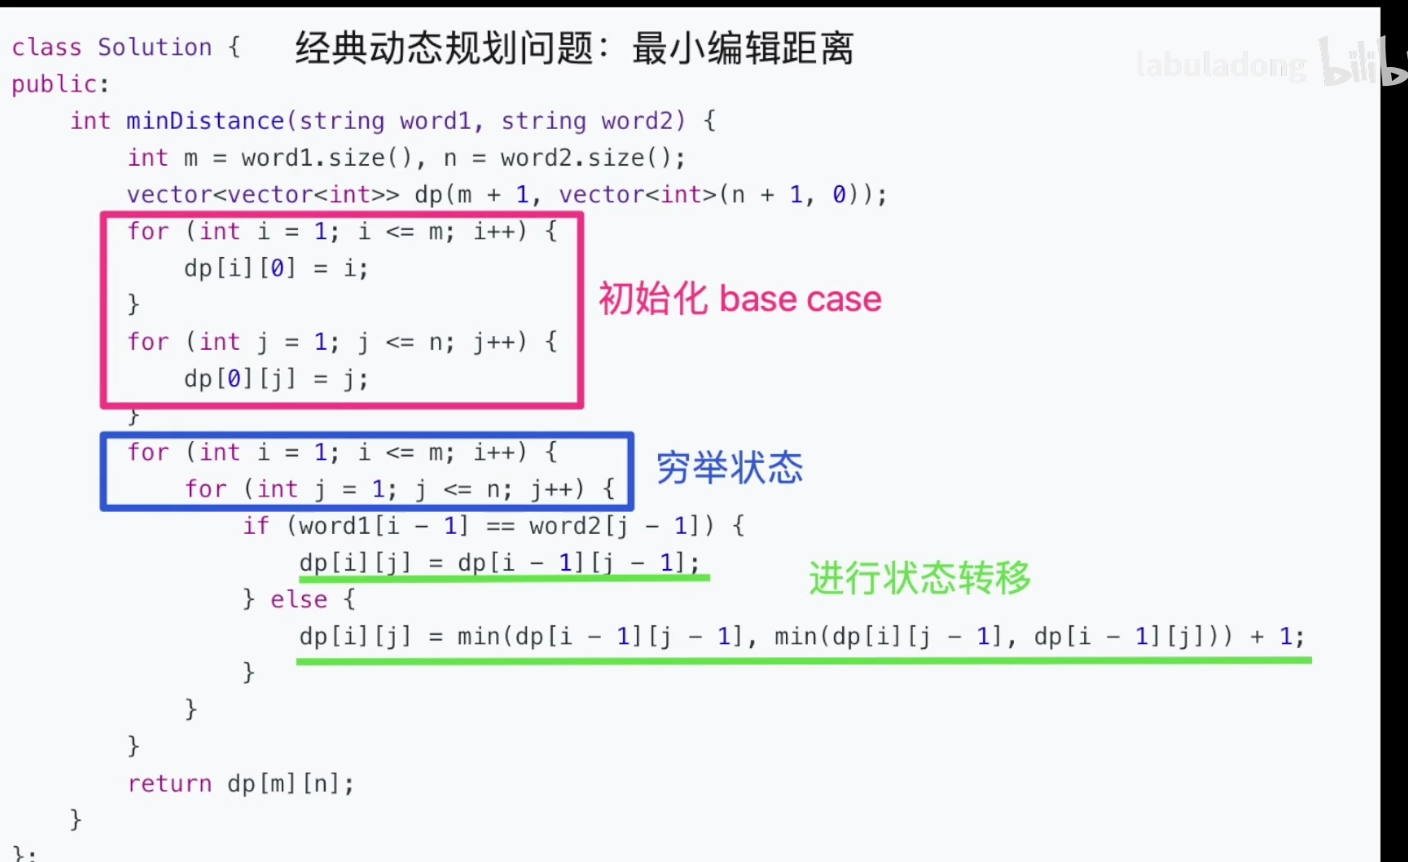 class Solution {    经典动态规划问题：最小编辑距离
labuladong bilib
public:
    int minDistance(string word1, string word2) {
        int m = word1.size(), n = word2.size();
        vector<vector<int>> dp(m + 1, vector<int>(n + 1, 0));
        for (int i = 1; i <= m; i++) {
            dp[i][0] = i;
        }
初始化 base case
        for (int j = 1; j <= n; j++) {
            dp[0][j] = j;
        }
        for (int i = 1; i <= m; i++) {
穷举状态
            for (int j = 1; j <= n; j++) {
                if (word1[i - 1] == word2[j - 1]) {
                    dp[i][j] = dp[i - 1][j - 1];
进行状态转移
                } else {
                    dp[i][j] = min(dp[i - 1][j - 1], min(dp[i][j - 1], dp[i - 1][j])) + 1;
                }
            }
        }
        return dp[m][n];
    }
};